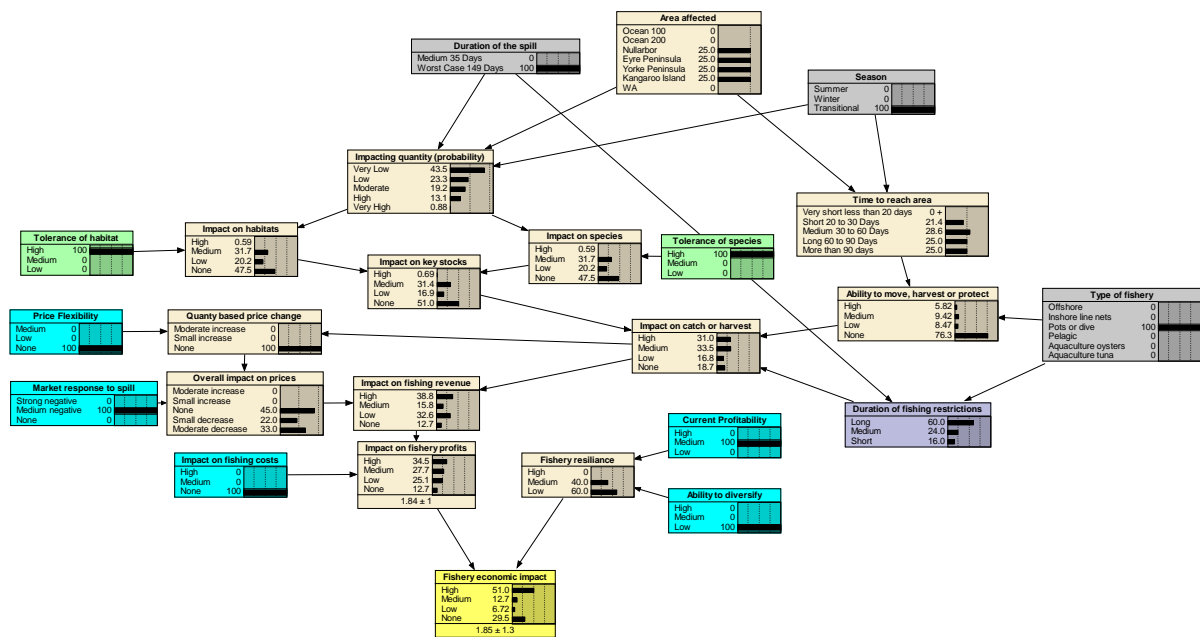 Area affected
Ocean 100 0
Ocean 200 0
Nullarbor 25.0
Eyre Peninsula 25.0
Yorke Peninsula 25.0
Kangaroo Island 25.0
WA 0
Duration of the spill
Medium 35 Days 0
Worst Case 149 Days 100
Season
Summer 0
Winter 0
Transitional 100
Impacting quantity (probability)
Very Low 43.5
Low 23.3
Moderate 19.2
High 13.1
Very High 0.88
Time to reach area
Very short less than 20 days 0 +
Short 20 to 30 Days 21.4
Medium 30 to 60 Days 28.6
Long 60 to 90 Days 25.0
More than 90 days 25.0
Tolerance of habitat
High 100
Medium 0
Low 0
Impact on habitats
High 0.59
Medium 31.7
Low 20.2
None 47.5
Impact on species
High 0.59
Medium 31.7
Low 20.2
None 47.5
Tolerance of species
High 100
Medium 0
Low 0
Impact on key stocks
High 0.69
Medium 31.4
Low 16.9
None 51.0
Ability to move, harvest or protect
High 5.82
Medium 9.42
Low 8.47
None 76.3
Type of fishery
Offshore 0
Inshore line nets 0
Pots or dive 100
Pelagic 0
Aquaculture oysters 0
Aquaculture tuna 0
Price Flexibility
Medium 0
Low 0
None 100
Quanty based price change
Moderate increase 0
Small increase 0
None 100
Impact on catch or harvest
High 31.0
Medium 33.5
Low 16.8
None 18.7
Market response to spill
Strong negative 0
Medium negative 100
None 0
Overall impact on prices
Moderate increase 0
Small increase 0
None 45.0
Small decrease 22.0
Moderate decrease 33.0
Impact on fishing revenue
High 38.8
Medium 15.8
Low 32.6
None 12.7
Duration of fishing restrictions
Long 60.0
Medium 24.0
Short 16.0
Current Profitability
High 0
Medium 100
Low 0
Impact on fishing costs
High 0
Medium 0
None 100
Impact on fishery profits
High 34.5
Medium 27.7
Low 25.1
None 12.7
1.84 ± 1
Fishery resiliance
High 0
Medium 40.0
Low 60.0
Ability to diversify
High 0
Medium 0
Low 100
Fishery economic impact
High 51.0
Medium 12.7
Low 6.72
None 29.5
1.85 ± 1.3